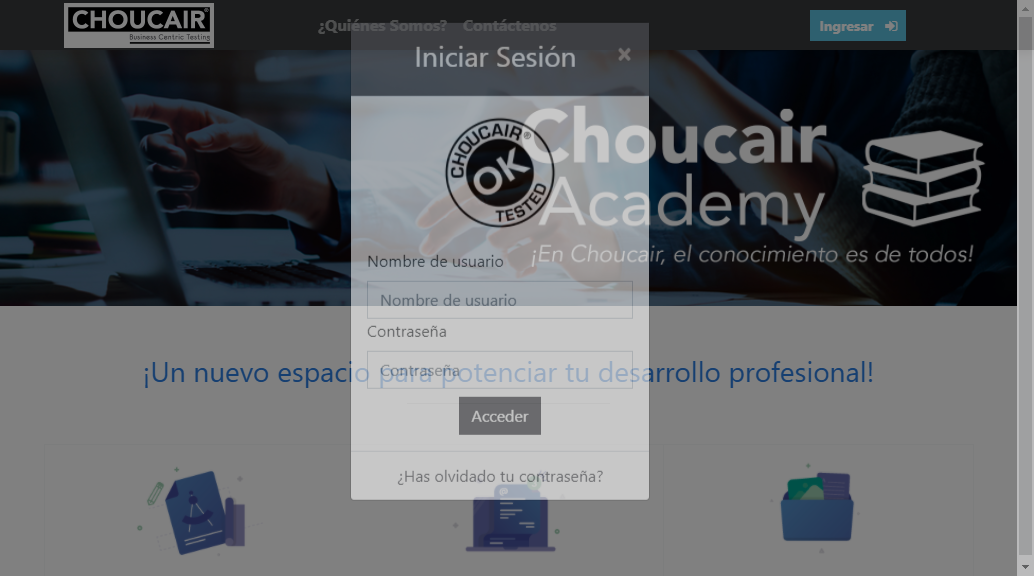 CHOUCAIR®
Business Centric Testing
¿Quiénes Somos? Contáctenos
Ingresar
Iniciar Sesión
×
CHOUCAIR®
OK
TESTED
Choucair
Academy
¡En Choucair, el conocimiento es de todos!
Nombre de usuario
Nombre de usuario
Contraseña
Contraseña
¡Un nuevo espacio para potenciar tu desarrollo profesional!
Acceder
¿Has olvidado tu contraseña?